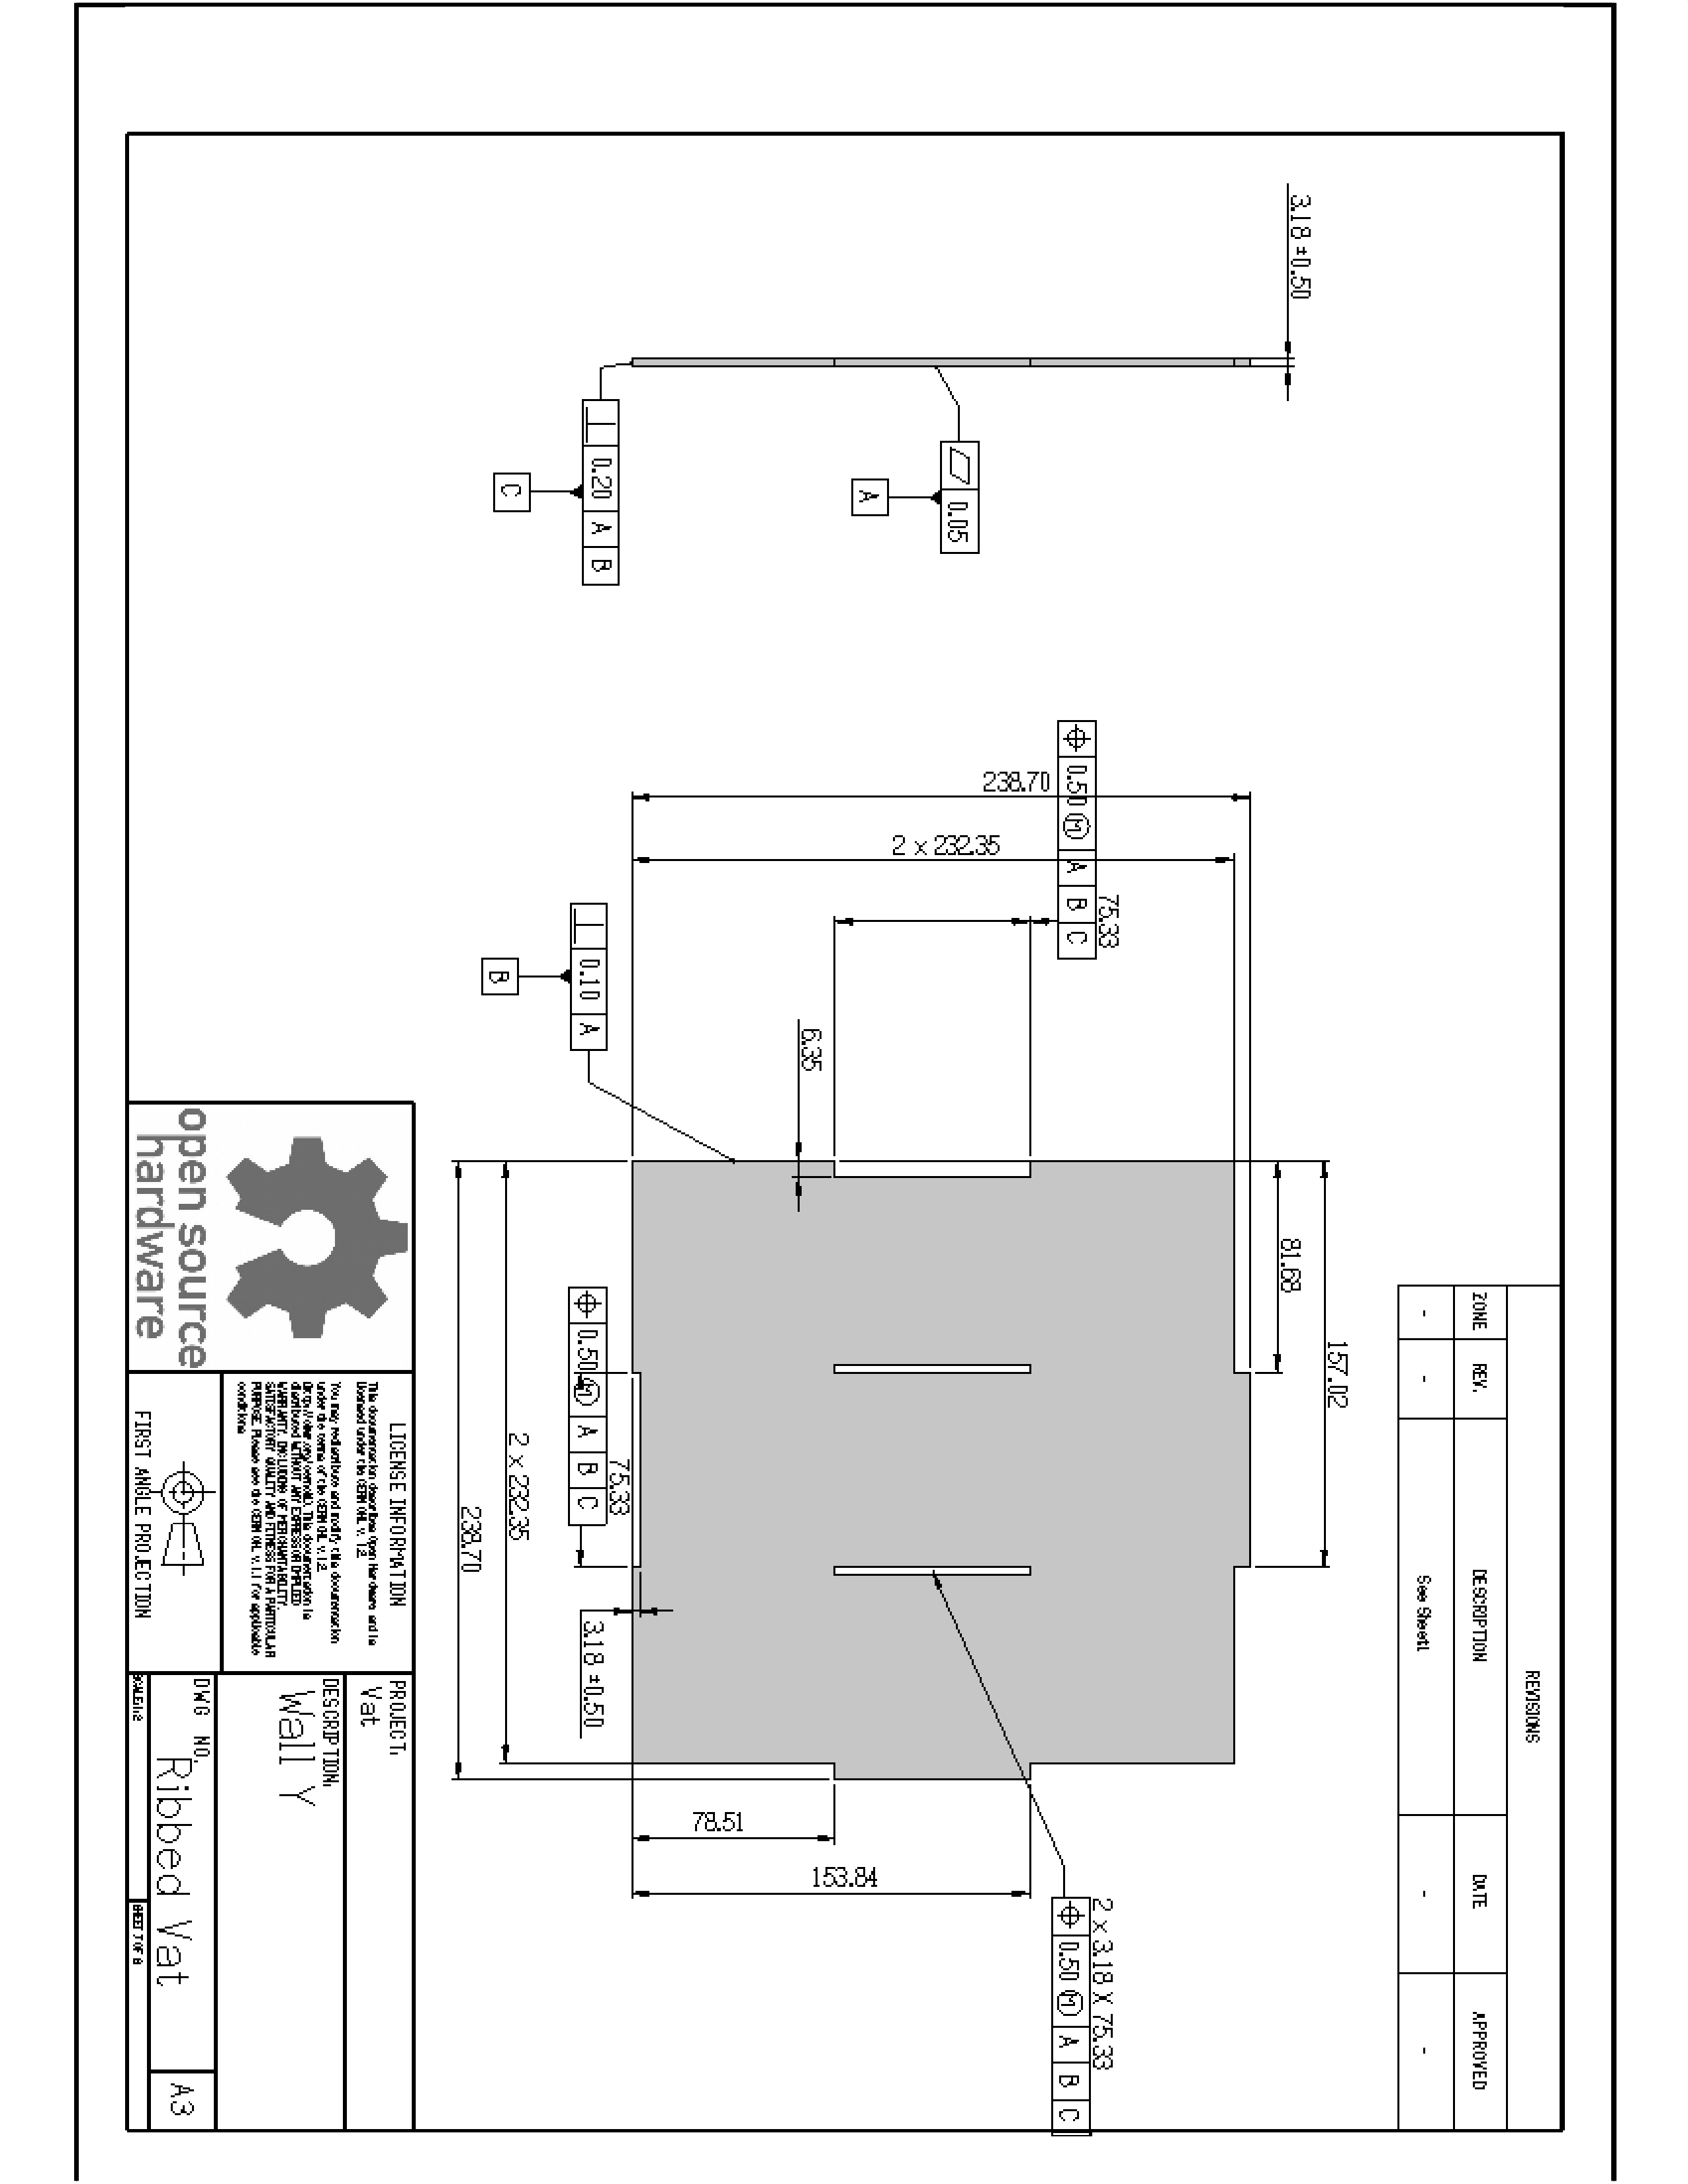 REVISIONS
ZONE REV. DESCRIPTION DATE APPROVED
- - See Sheet1 - -
3.18 ±0.50
0.05
A
0.20 A B
C
0.50 Ⓜ A B C
75.33
238.70
2 x 232.35
0.10 A
B
6.35
157.02
81.68
0.50 Ⓜ A B C
75.33
3.18 ±0.50
2 x 232.35
238.70
78.51
153.84
2 x 3.18 X 75.33
0.50 Ⓜ A B C
open source
hardware
LICENSE INFORMATION
This documentation describes Open Hardware and is
licensed under the CERN OHL v. 1.2
You may redistribute and modify this documentation
under the terms of the CERN OHL v.1.2
This documentation is
distributed WITHOUT ANY EXPRESS OR IMPLIED
WARRANTY, INCLUDING OF MERCHANTABILITY,
SATISFACTORY QUALITY AND FITNESS FOR A PARTICULAR
PURPOSE. Please see the CERN OHL v.1.1 for applicable
conditions
FIRST ANGLE PROJECTION
PROJECT.
Vat
DESCRIPTION.
Wall Y
DWG NO.
Ribbed Vat
A3